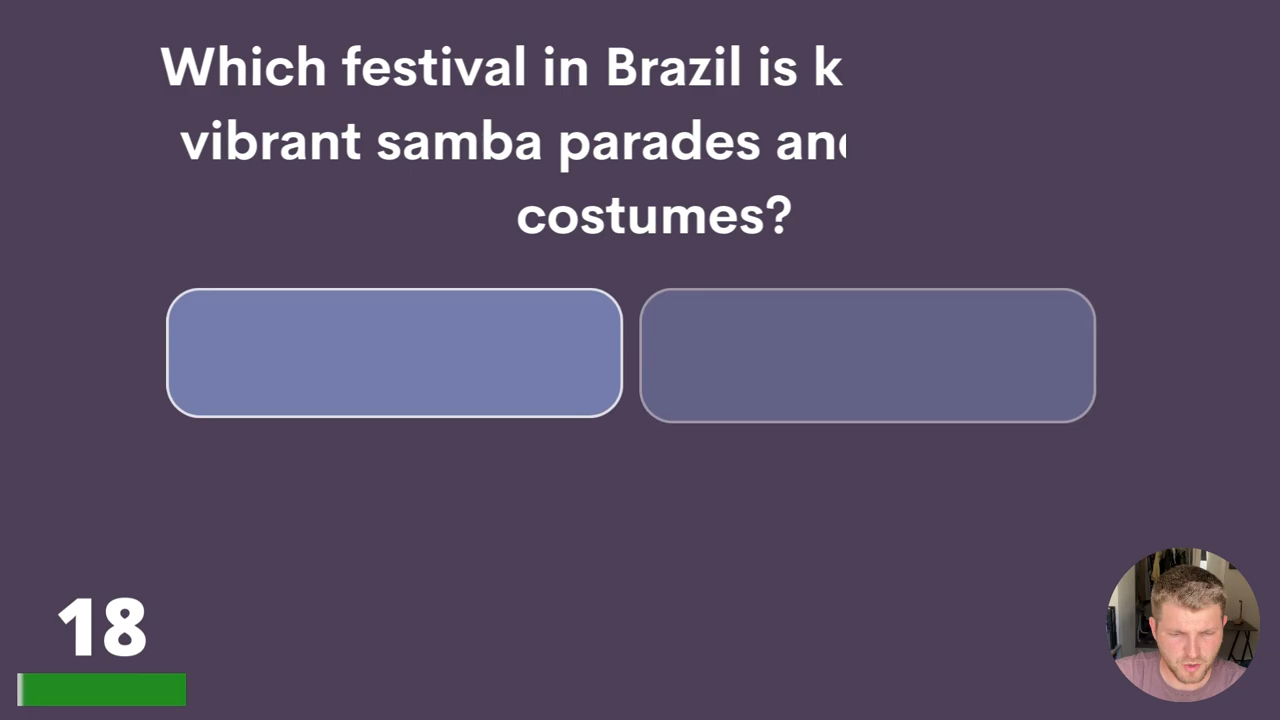 Which festival in Brazil is k
vibrant samba parades an
costumes?
18